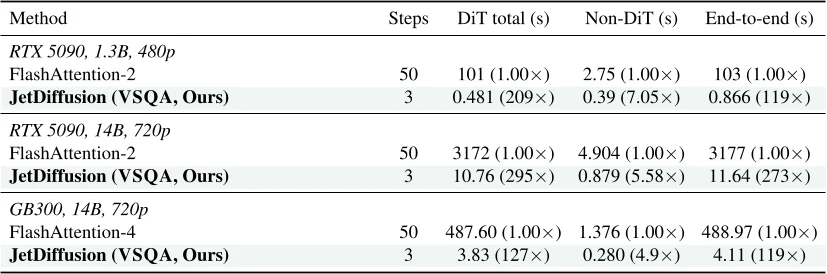 Method Steps DiT total (s) Non-DiT (s) End-to-end (s)
RTX 5090, 1.3B, 480p
FlashAttention-2 50 101 (1.00×) 2.75 (1.00×) 103 (1.00×)
JetDiffusion (VSQA, Ours) 3 0.481 (209×) 0.39 (7.05×) 0.866 (119×)
RTX 5090, 14B, 720p
FlashAttention-2 50 3172 (1.00×) 4.904 (1.00×) 3177 (1.00×)
JetDiffusion (VSQA, Ours) 3 10.76 (295×) 0.879 (5.58×) 11.64 (273×)
GB300, 14B, 720p
FlashAttention-4 50 487.60 (1.00×) 1.376 (1.00×) 488.97 (1.00×)
JetDiffusion (VSQA, Ours) 3 3.83 (127×) 0.280 (4.9×) 4.11 (119×)